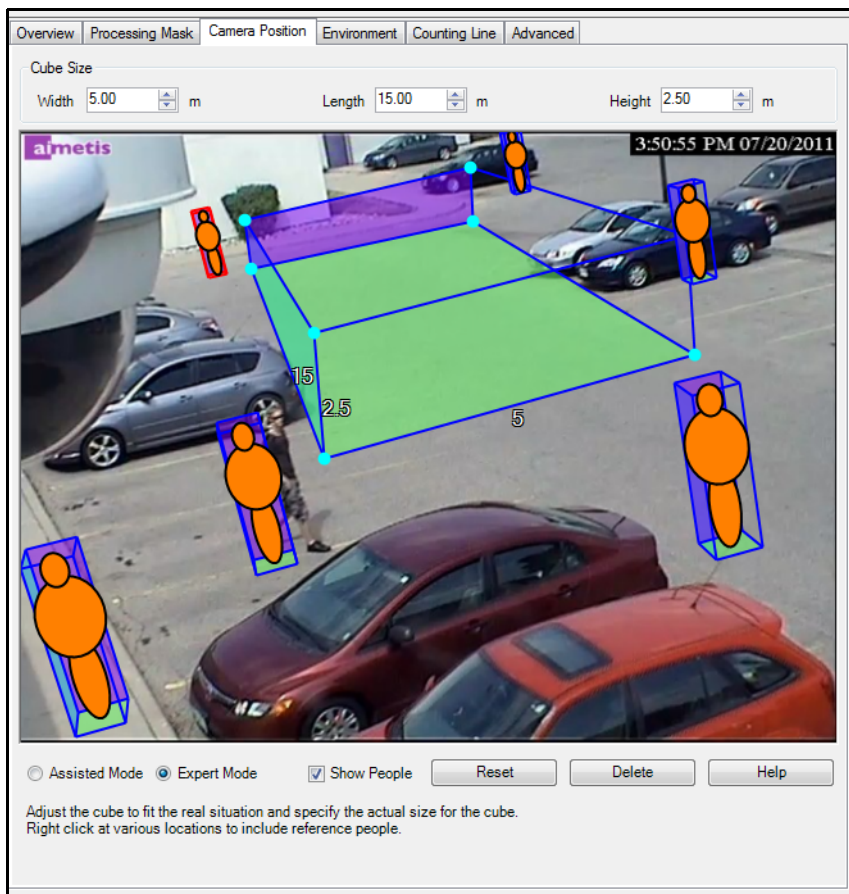 Overview Processing Mask Camera Position Environment Counting Line Advanced
Cube Size
Width 5.00 m Length 15.00 m Height 2.50 m
aimetis 3:50:55 PM 07/20/2011
15
2.5
5
Assisted Mode Expert Mode Show People Reset Delete Help
Adjust the cube to fit the real situation and specify the actual size for the cube.
Right click at various locations to include reference people.